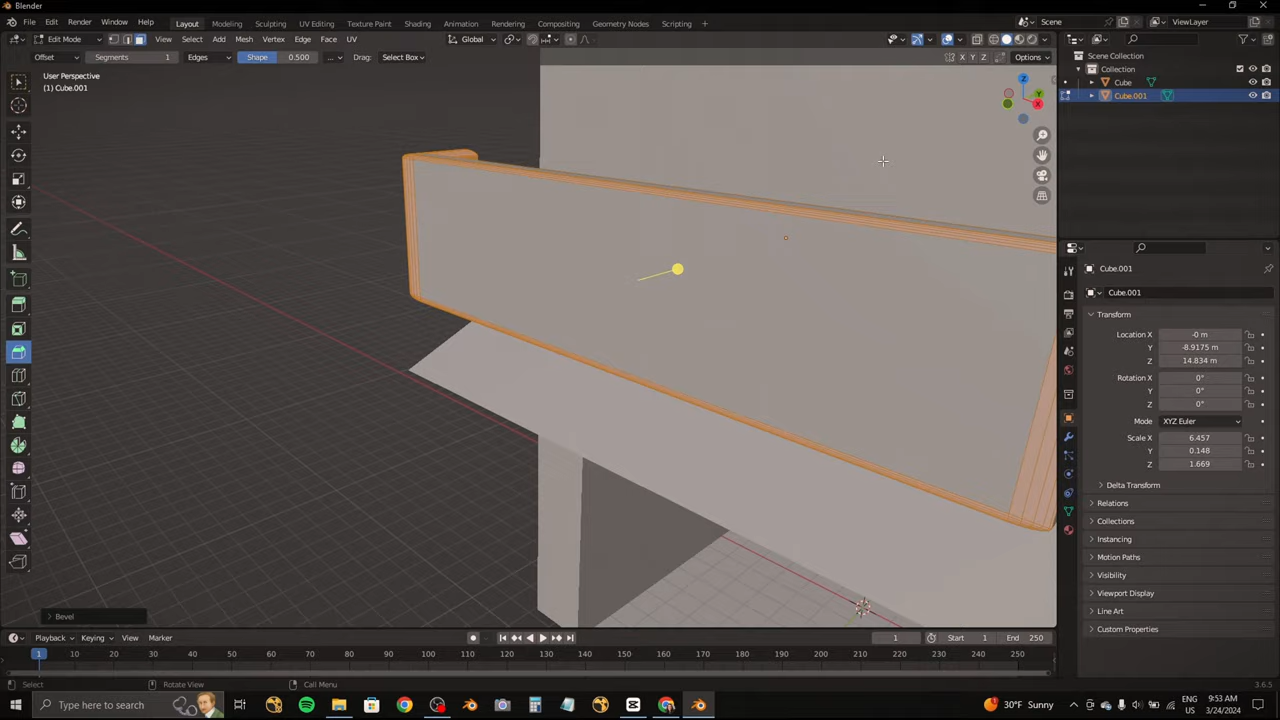 Blender
File Edit Render Window Help Layout Modeling Sculpting UV Editing Texture Paint Shading Animation Rendering Compositing Geometry Nodes Scripting + Scene ViewLayer
Edit Mode View Select Add Mesh Vertex Edge Face UV Global
Offset Segments 1 Edges Shape 0.500 ... Drag: Select Box X Y Z Options
User Perspective
(1) Cube.001
Z
Y
X
Scene Collection
Collection
Cube
Cube.001
Cube.001
Cube.001
Transform
Location X -0 m
Y -8.9175 m
Z 14.834 m
Rotation X 0°
Y 0°
Z 0°
Mode XYZ Euler
Scale X 6.457
Y 0.148
Z 1.669
Delta Transform
Relations
Collections
Instancing
Motion Paths
Visibility
Viewport Display
Line Art
Custom Properties
Bevel
Playback Keying View Marker 1 Start 1 End 250
1 10 20 30 40 50 60 70 80 90 100 110 120 130 140 150 160 170 180 190 200 210 220 230 240 250
Select Rotate View Call Menu 3.6.5
Type here to search 30°F Sunny ENG US 9:53 AM 3/24/2024